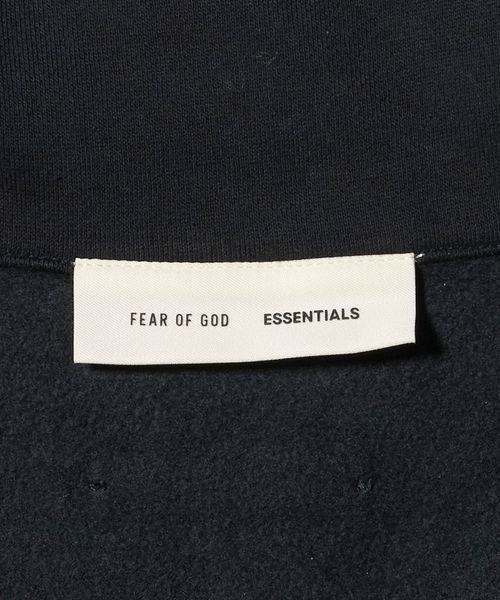 FEAR OF GOD ESSENTIALS